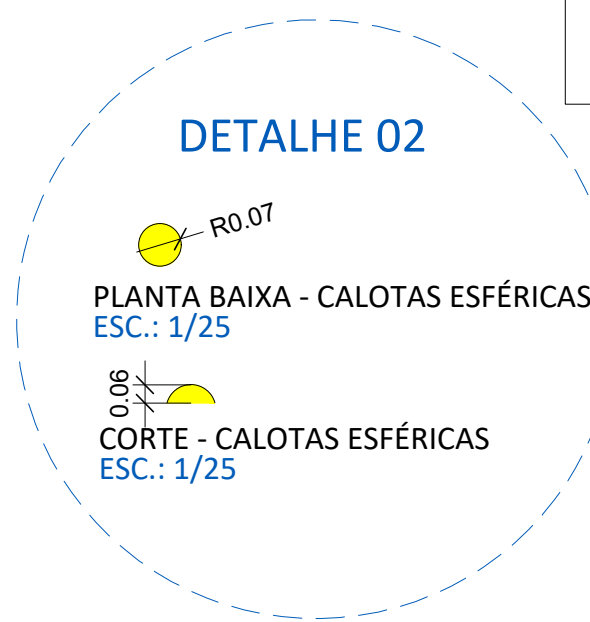 DETALHE 02
R0.07
PLANTA BAIXA - CALOTAS ESFÉRICAS
ESC.: 1/25
0.06
CORTE - CALOTAS ESFÉRICAS
ESC.: 1/25